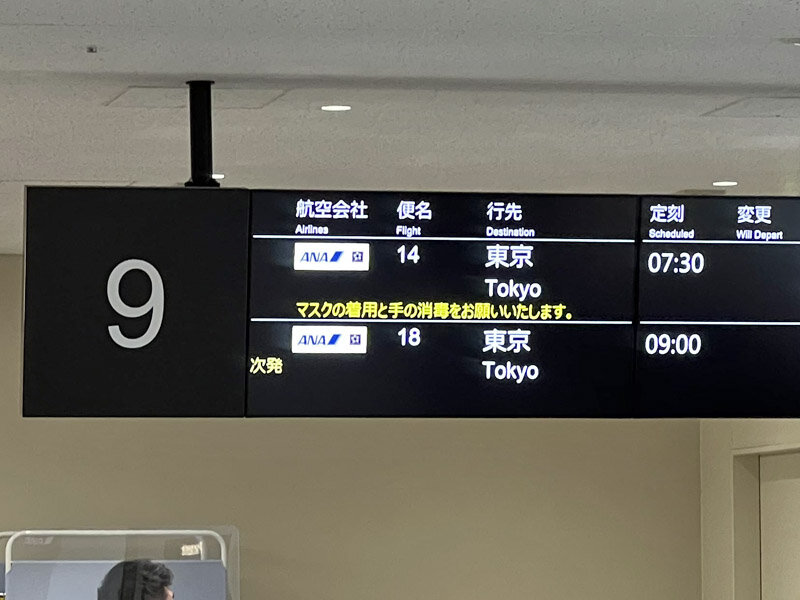 9
航空会社 便名 行先 定刻 変更
Airlines Flight Destination Scheduled Will Depart
ANA 14 東京 07:30
Tokyo
マスクの着用と手の消毒をお願いいたします。
ANA 18 東京 09:00
次発 Tokyo